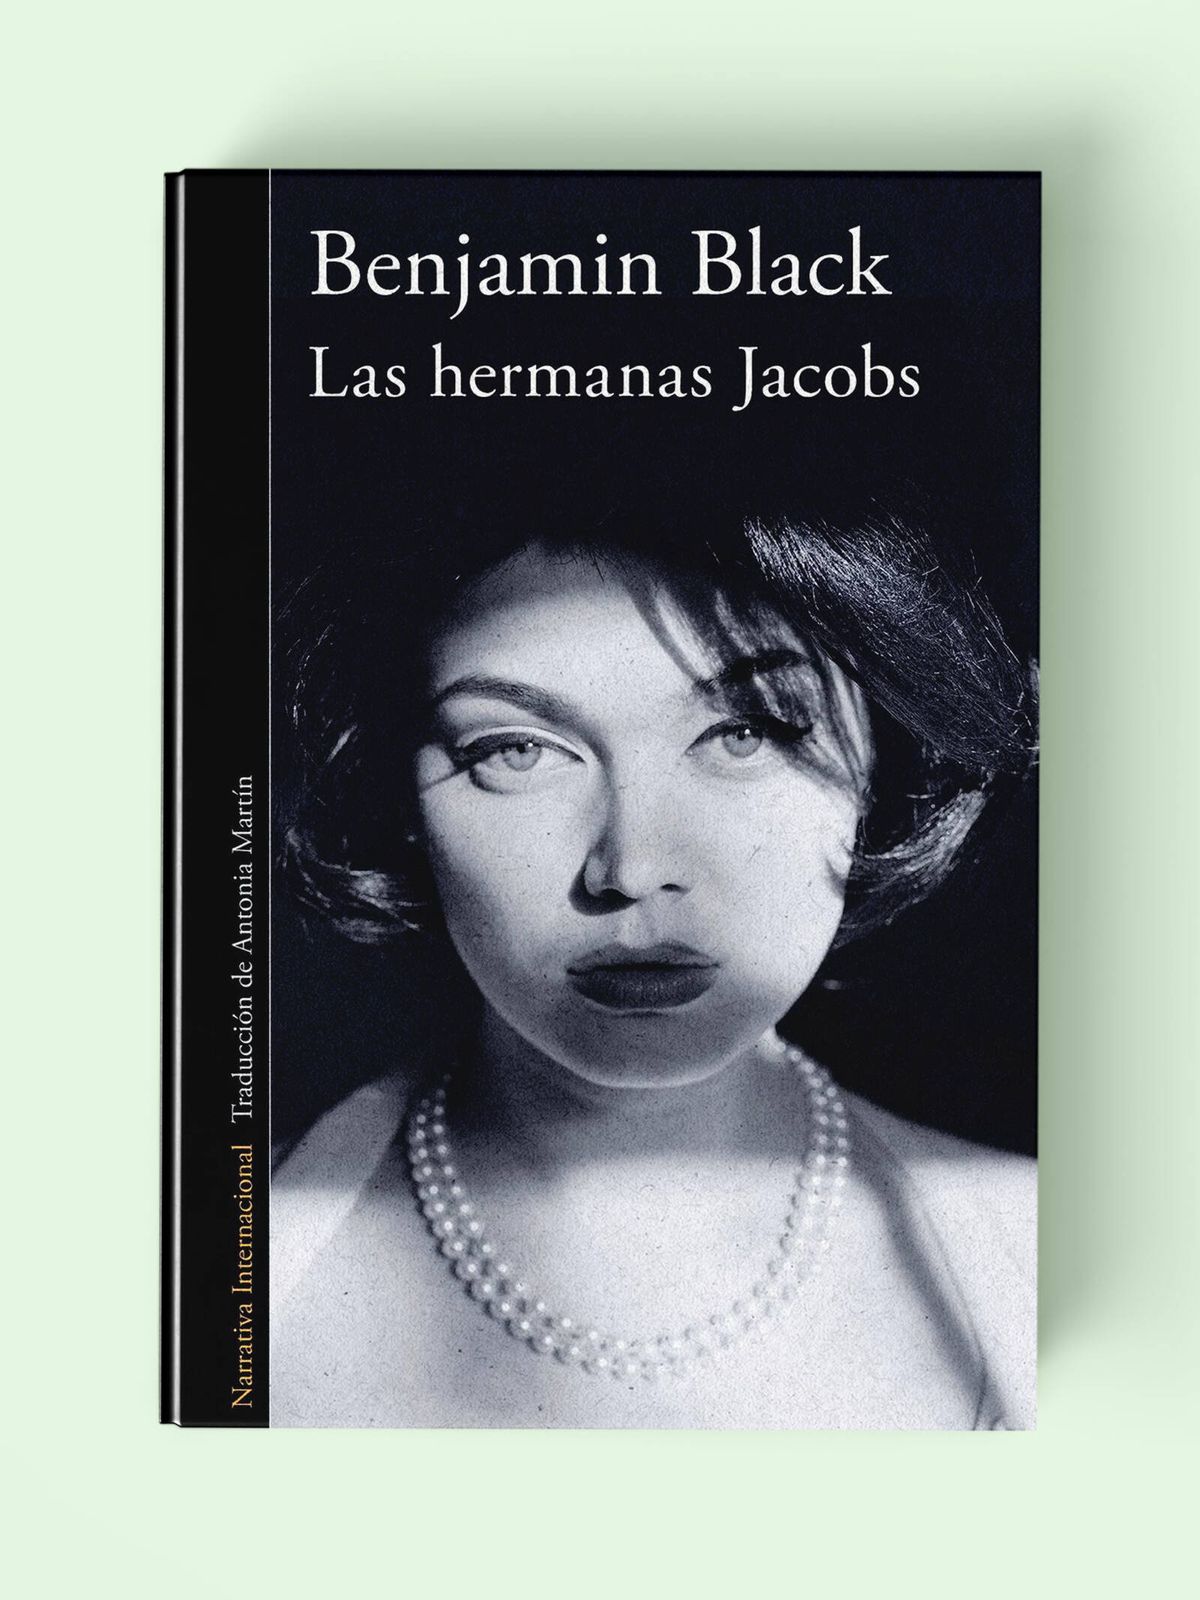 Benjamin Black
Las hermanas Jacobs
Narrativa Internacional Traducción de Antonia Martín